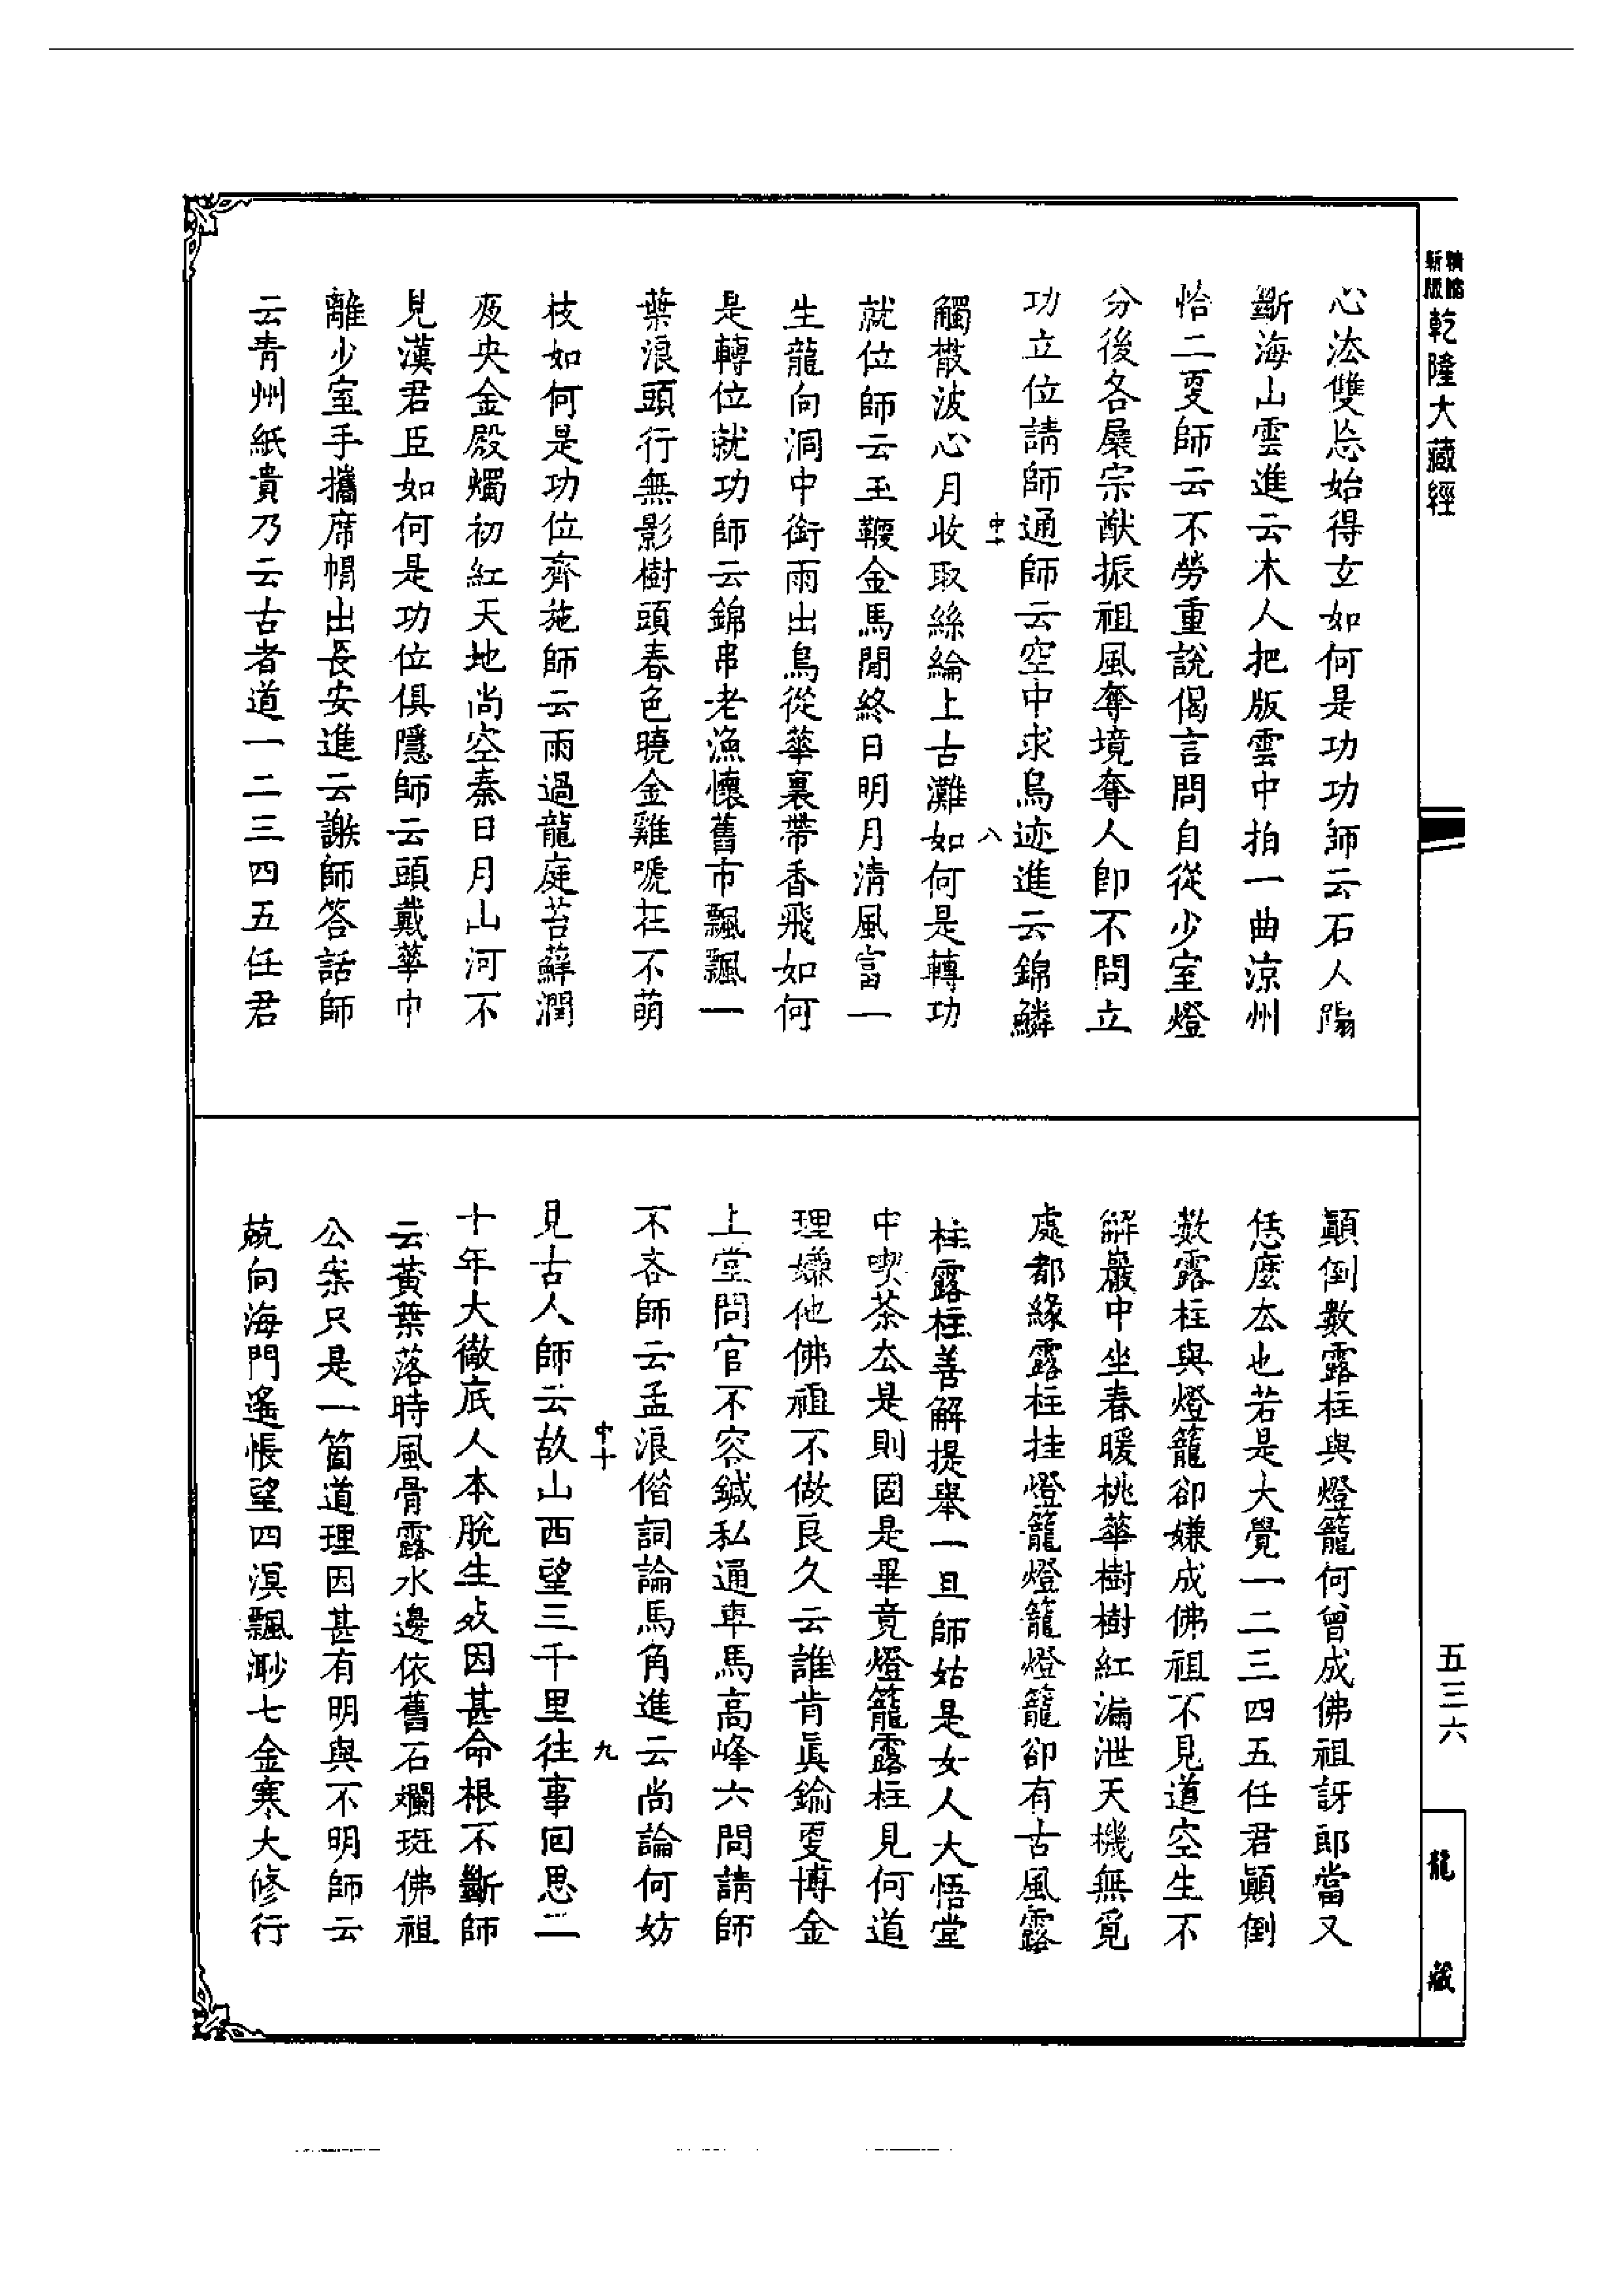 精縮
新版
乾隆大藏經
心法雙忘始得玄如何是功功師云石人陽
斷海山雲進云木人把版雲中拍一曲涼州
恰二更師云不勞重說偈言問自從少室燈
分後各展宗猷振祖風奪境奪人卽不問立
功立位請師通師云空中求鳥迹進云錦鱗
中十 八
觸散波心月收取絲綸上古灘如何是轉功
就位師云玉鞭金馬閒終日明月清風富一
生龍向洞中銜雨出鳥從華裏帶香飛如何
是轉位就功師云錦串老漁懷舊市飄飄一
葉浪頭行無影樹頭春色曉金雞唬在不萌
枝如何是功位齊施師云雨過龍庭苔蘚潤
夜央金殿燭初紅天地尚空秦日月山河不
見漢君臣如何是功位俱隱師云頭戴華巾
離少室手攜席帽出長安進云謝師答話師
云青州紙貴乃云古者道一二三四五任君
顛倒數露柱與燈籠何曾成佛祖訝郎當又
恁麼去也若是大覺一二三四五任君顛倒
數露柱與燈籠卻嫌成佛祖不見道空生不
解巖中坐春暖桃華樹樹紅漏泄天機無覓
處都緣露柱挂燈籠燈籠燈籠卻有古風露
柱露柱善解提舉一旦師姑是女人大悟堂
中喫茶去是則固是畢竟燈籠露柱見何道
理嫌他佛祖不做良久云誰肯眞鍮更博金
上堂問官不容鍼私通車馬高峰六問請師
不吝師云孟浪偕詞論馬角進云尚論何妨
中十 九
見古人師云故山西望三千里往事回思二
十年大徹底人本脫生死因甚命根不斷師
云黃葉落時風骨露水邊依舊石斕斑佛祖
公案只是一箇道理因甚有明與不明師云
兢向海門遙悵望四溟飄渺七金寒大修行
五三六
龍藏